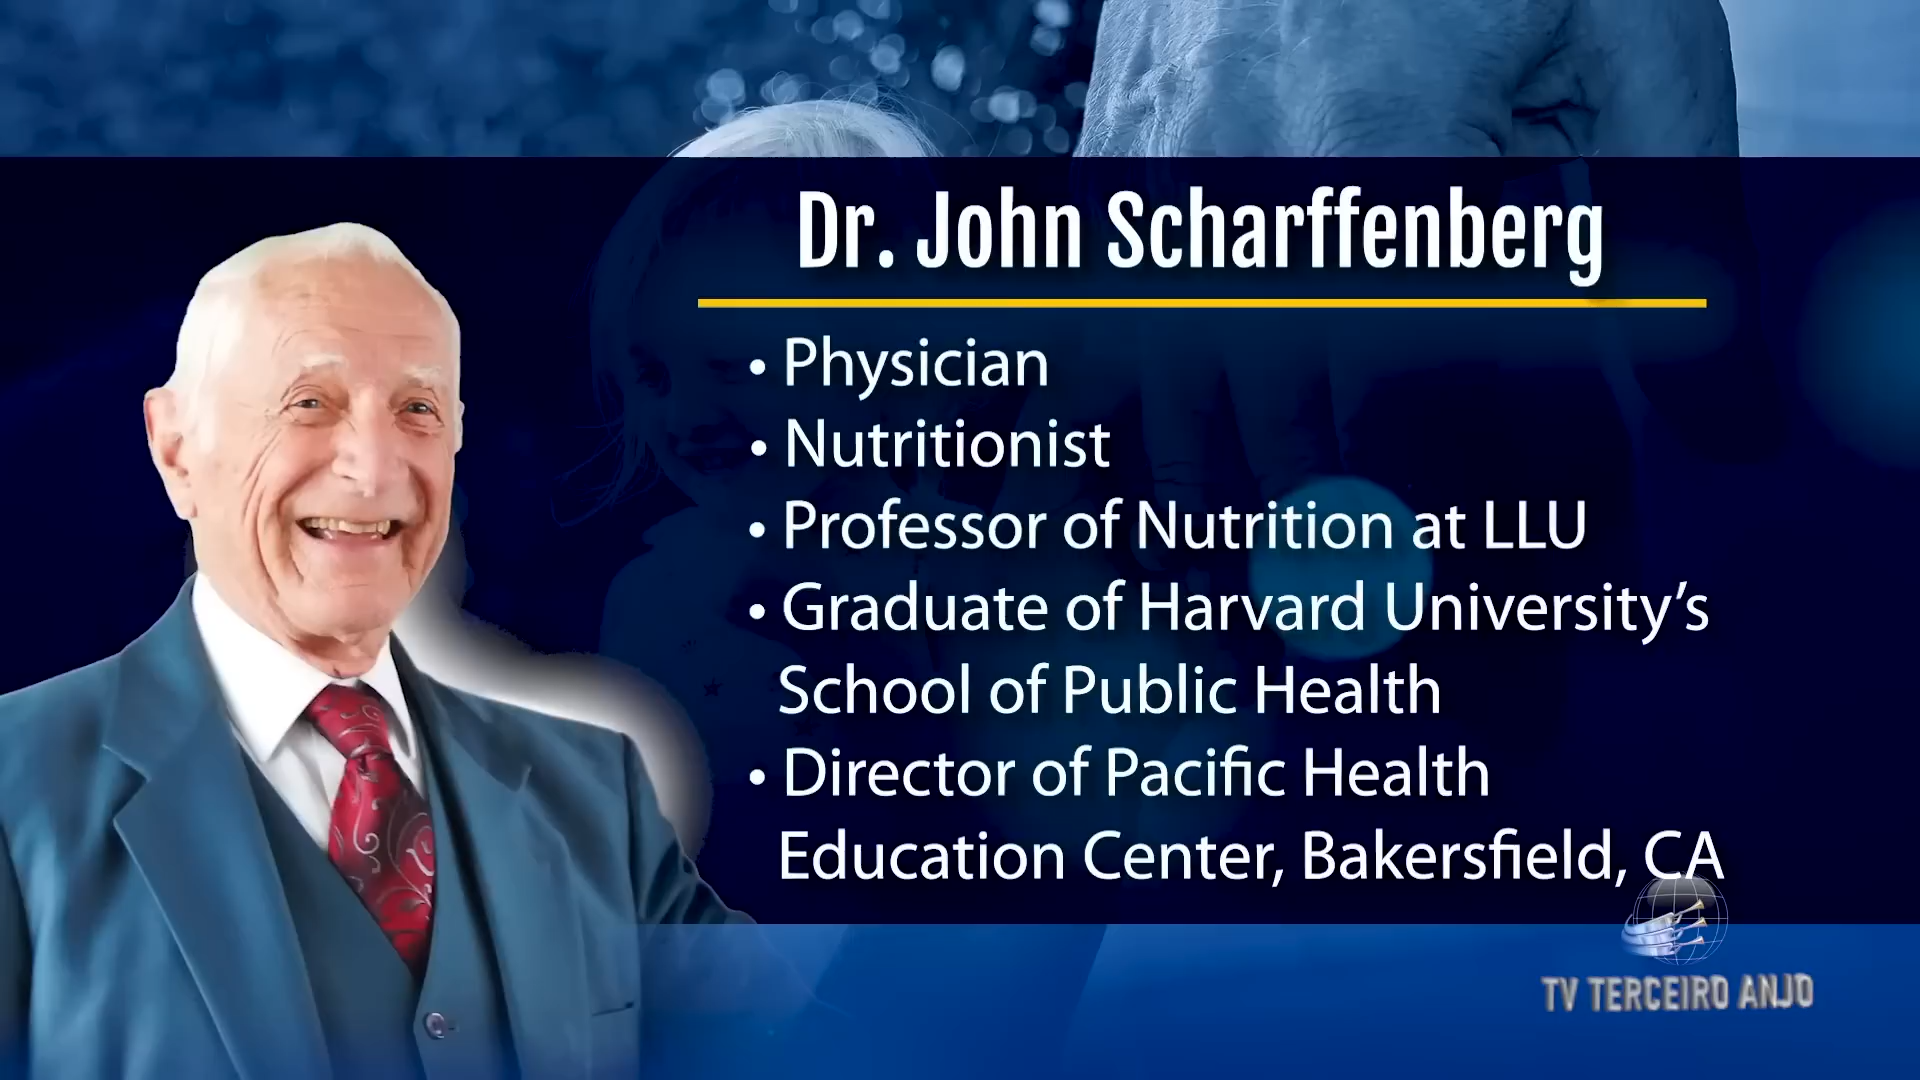 Dr. John Scharffenberg
• Physician
• Nutritionist
• Professor of Nutrition at LLU
• Graduate of Harvard University’s
School of Public Health
• Director of Pacific Health
Education Center, Bakersfield, CA
TV TERCEIRO ANJO